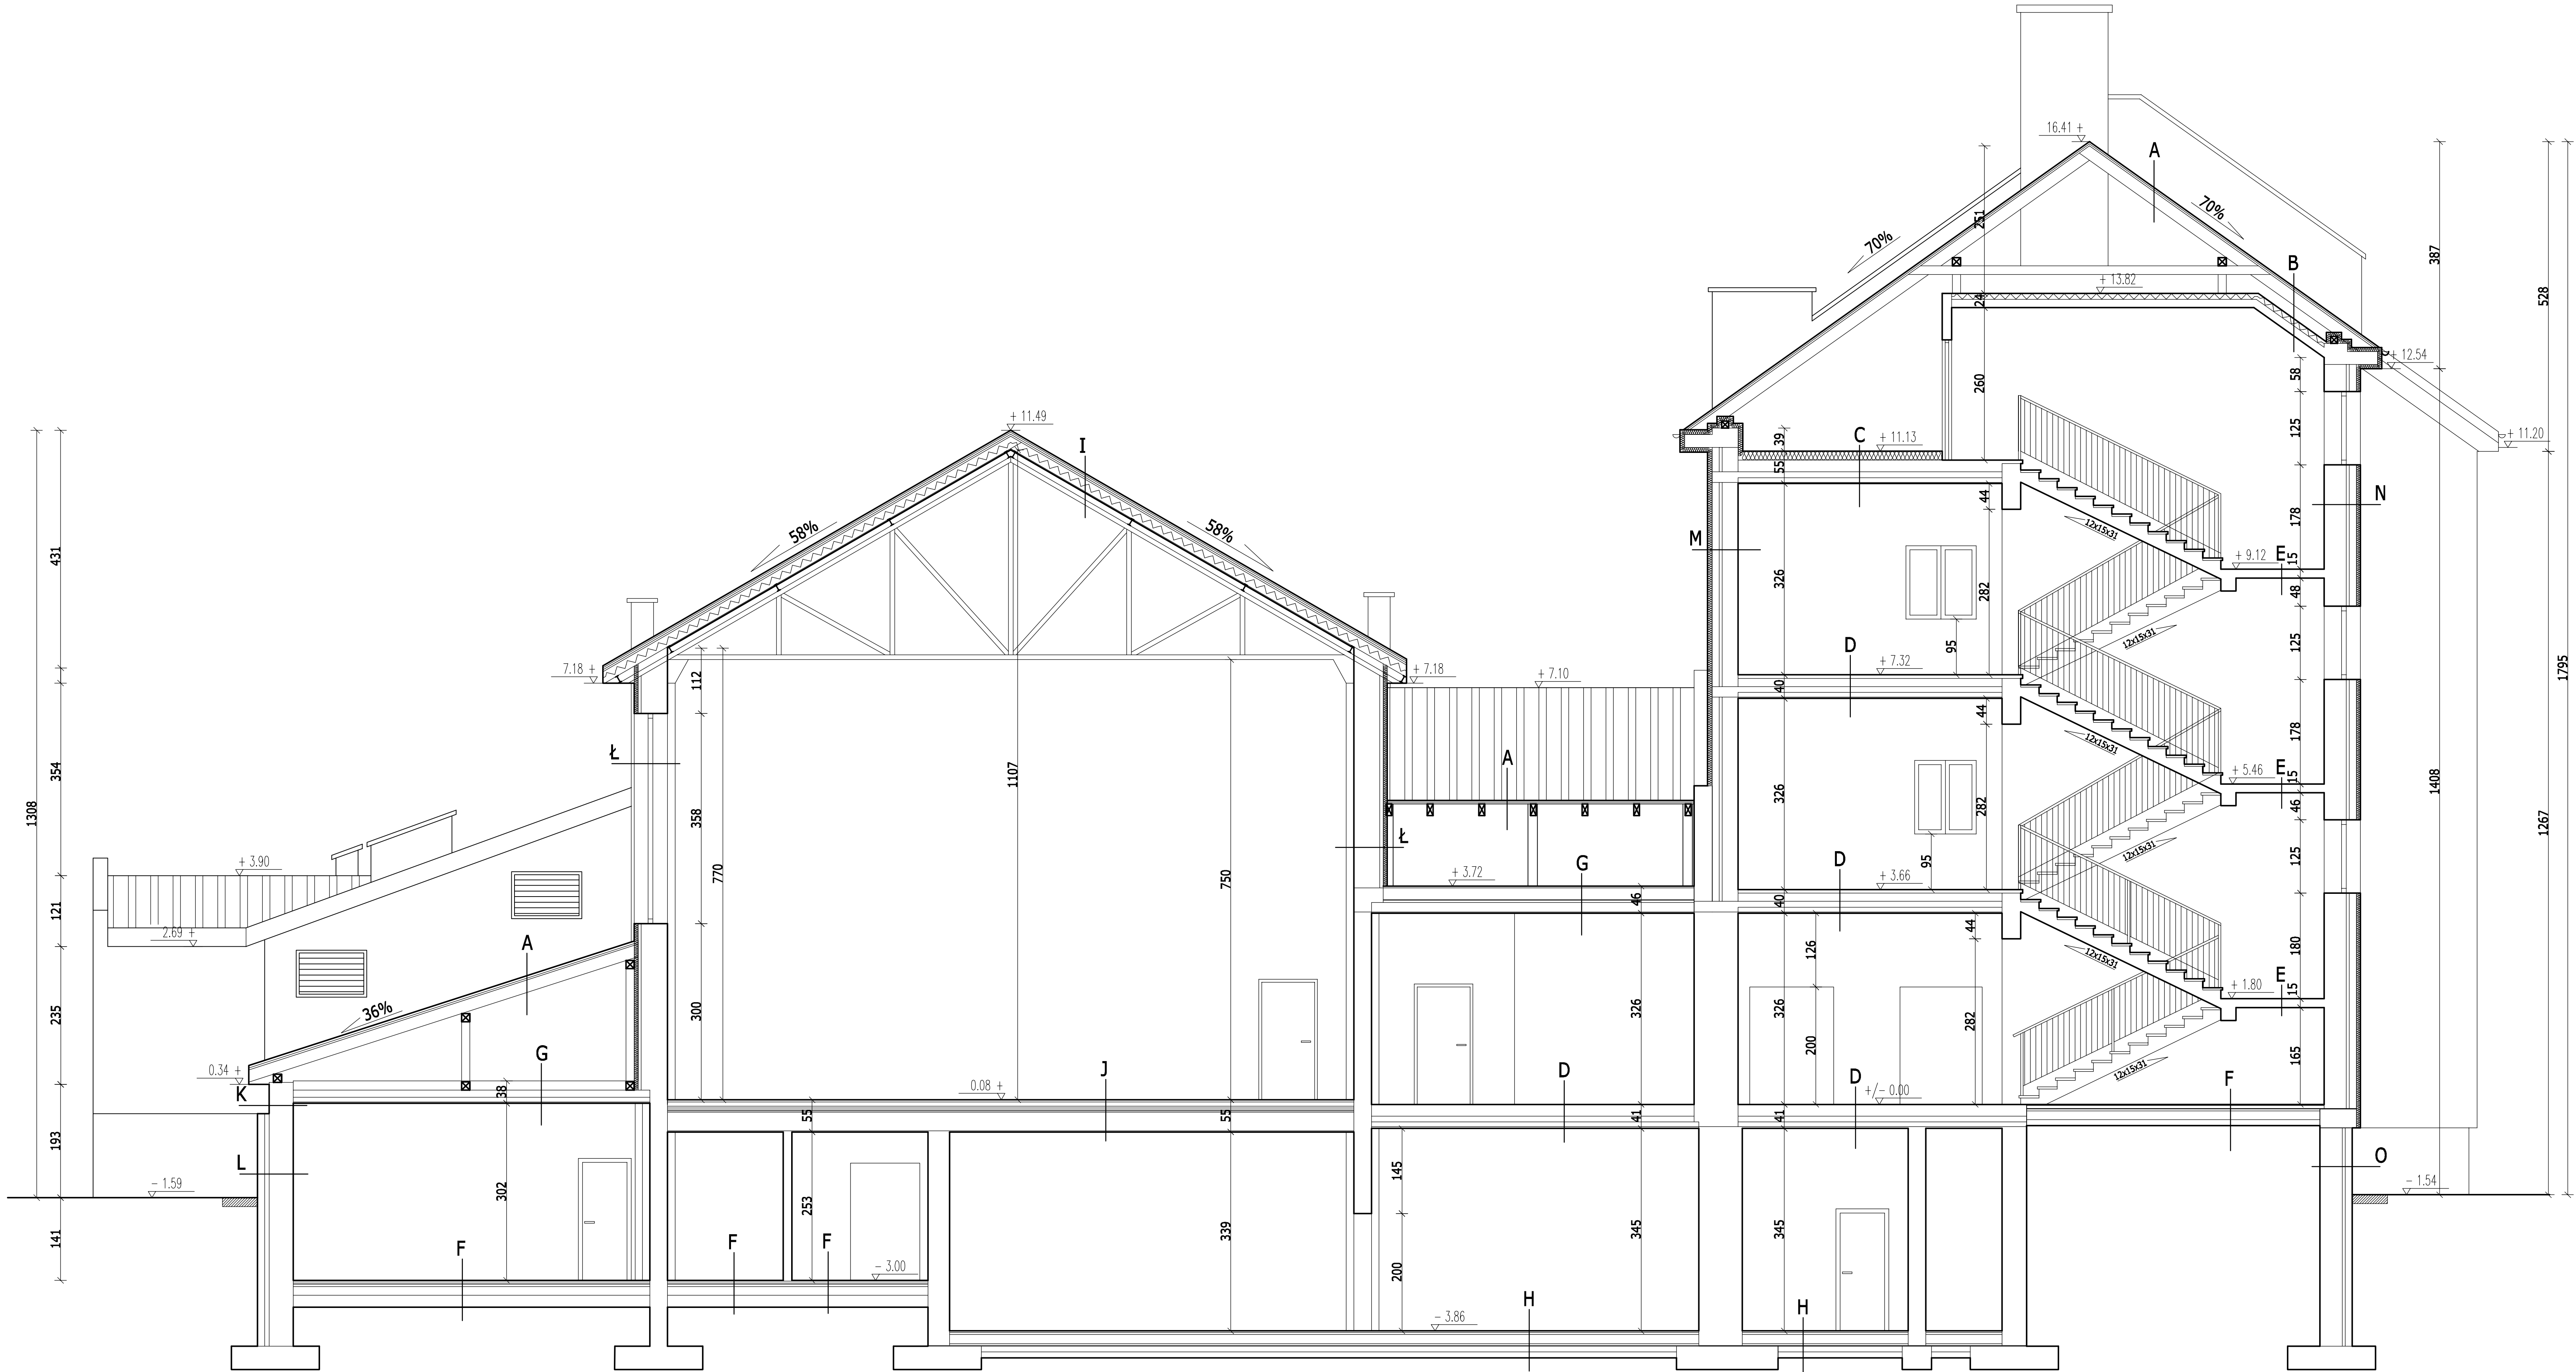 16.41 +
A
70%
70%
251
387
528
B
+ 13.82
24
+ 12.54
58
260
125
+ 11.49
I
C
+ 11.13
39
55
+ 11.20
44
N
58%
58%
12x15x31
178
M
431
+ 9.12
E
15
326
282
48
12x15x31
95
125
D
+ 7.32
7.18 +
+ 7.18
+ 7.10
112
1795
40
44
178
12x15x31
Ł
A
354
1107
+ 5.46
E
15
1408
326
282
46
1308
358
1267
Ł
12x15x31
125
+ 3.90
770
750
G
D
95
+ 3.72
+ 3.66
46
40
121
44
2.69 +
126
180
A
12x15x31
E
+ 1.80
15
36%
235
300
326
326
200
282
165
G
J
D
D
F
0.34 +
12x15x31
K
38
0.08 +
+/- 0.00
55
55
41
41
193
L
145
O
- 1.59
302
253
- 1.54
339
345
345
141
F
F
F
- 3.00
200
H
H
- 3.86